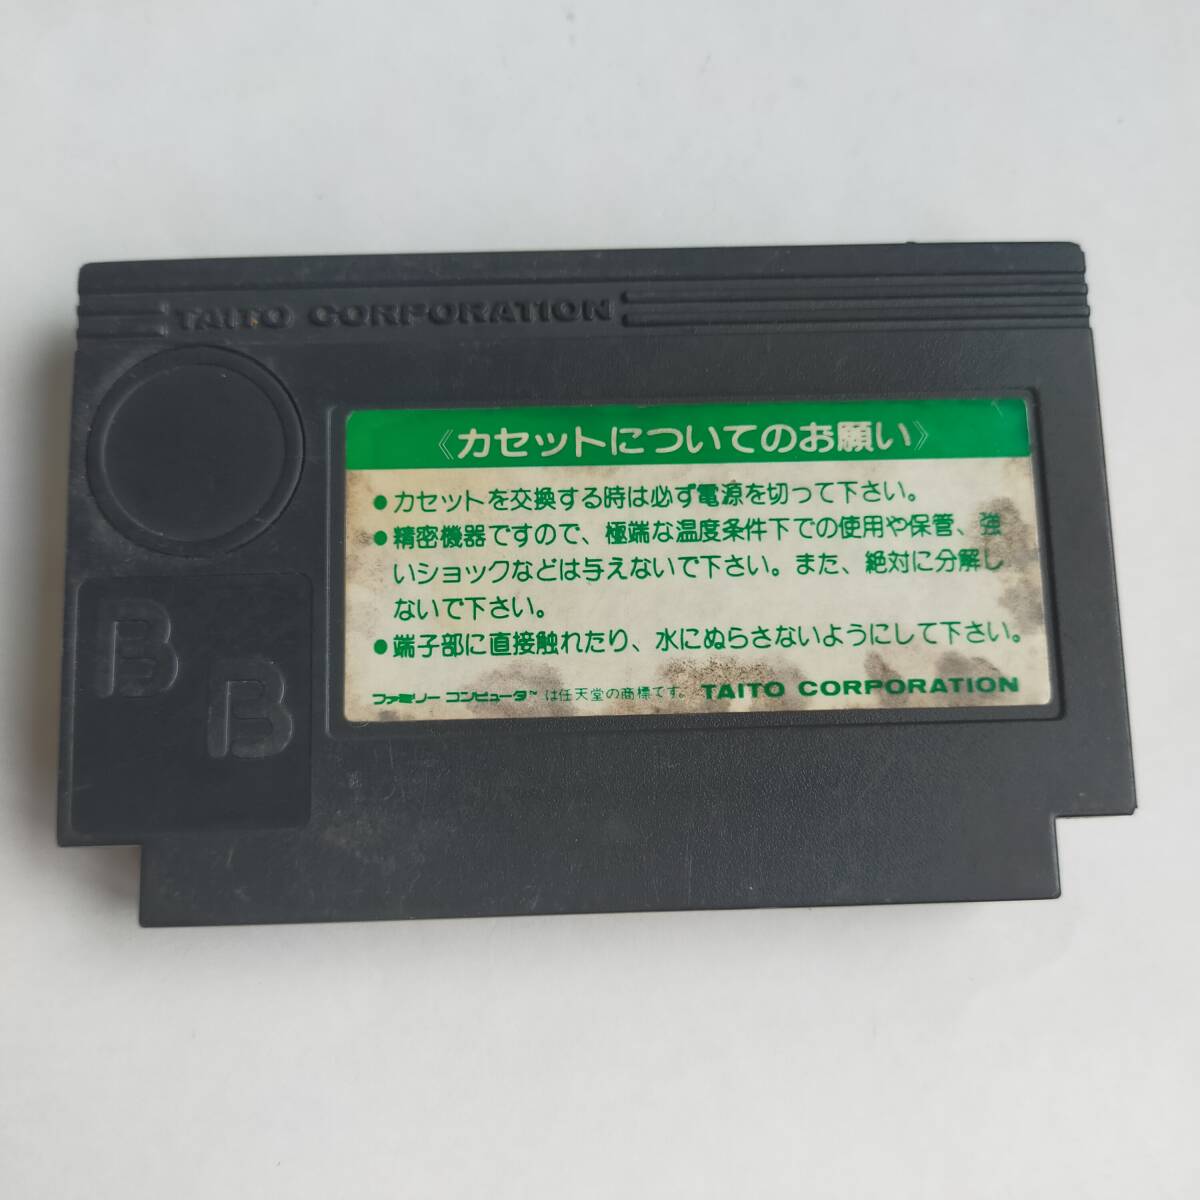 TAITO CORPORATION
《カセットについてのお願い》
●カセットを交換する時は必ず電源を切って下さい。
●精密機器ですので、極端な温度条件下での使用や保管、強
いショックなどは与えないで下さい。また、絶対に分解し
ないで下さい。
●端子部に直接触れたり、水にぬらさないようにして下さい。
ファミリーコンピュータ™は任天堂の商標です。 TAITO CORPORATION
B
B